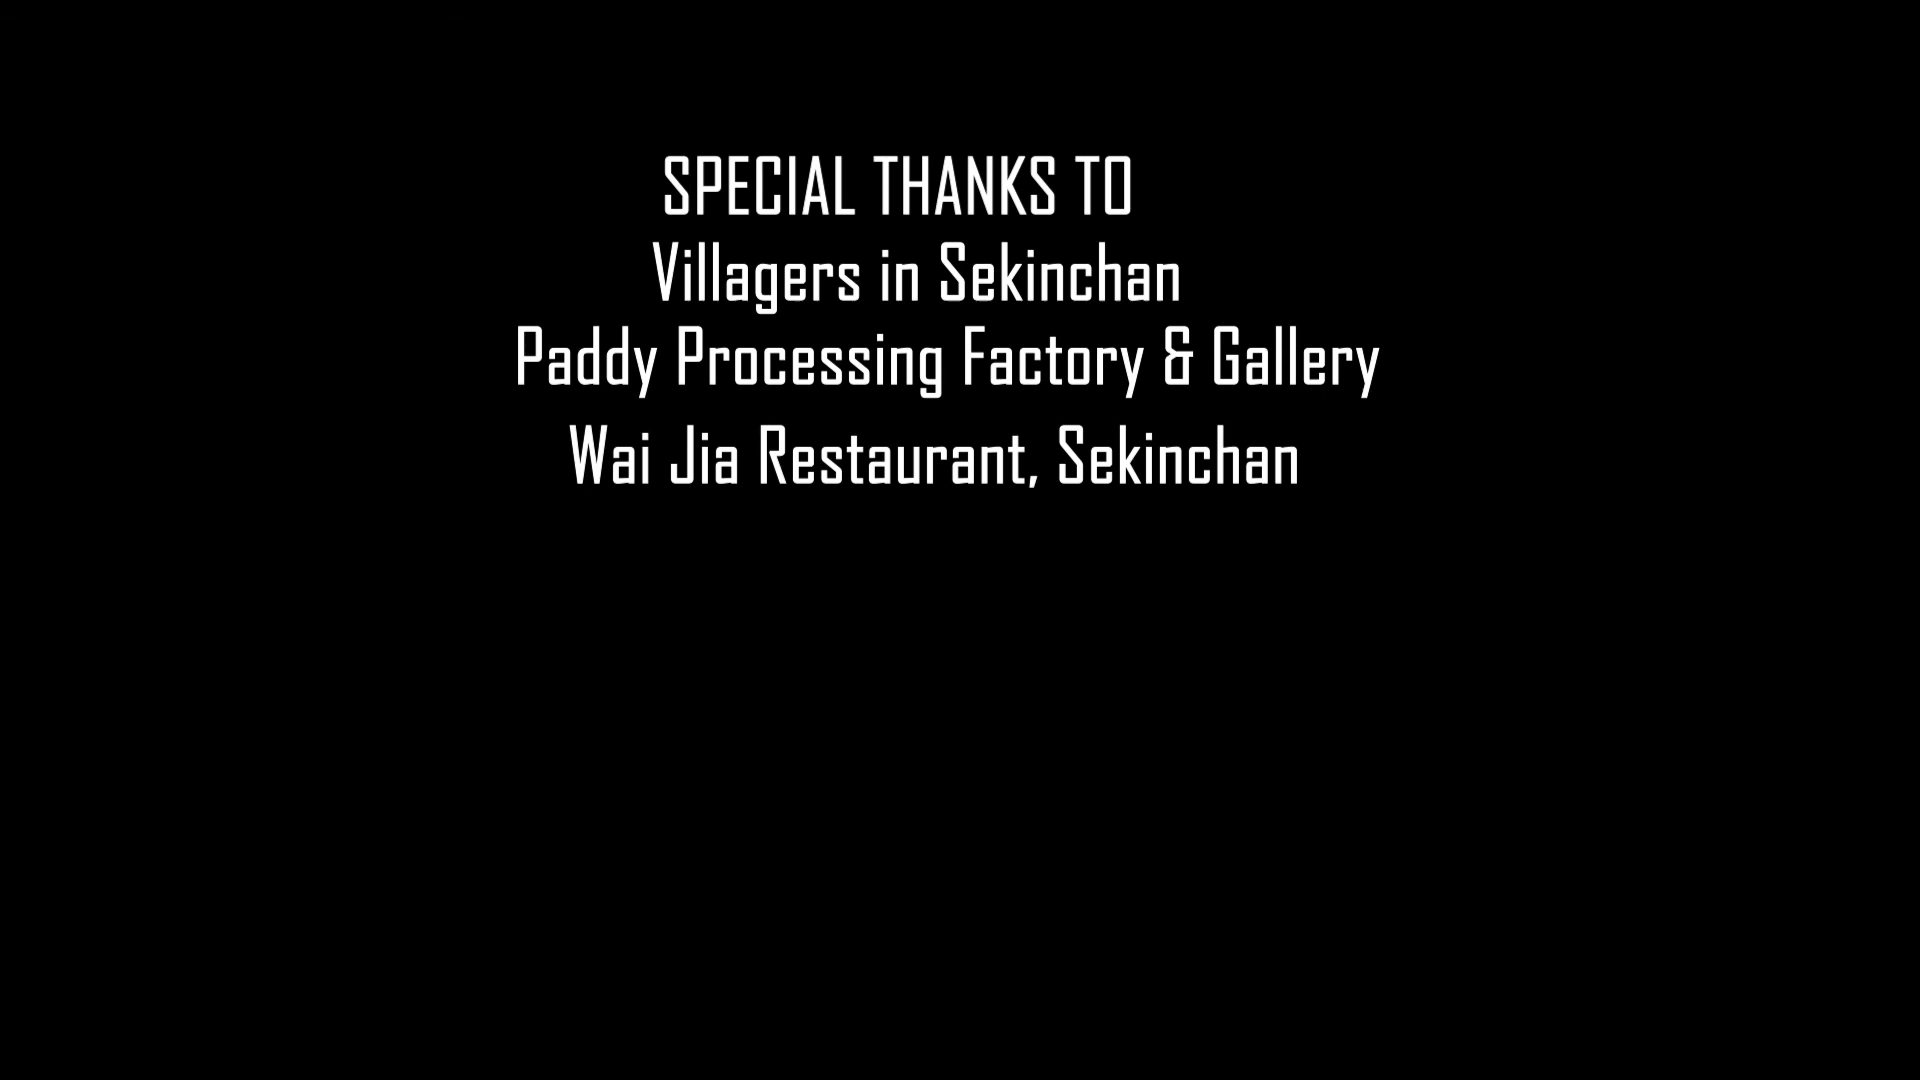 SPECIAL THANKS TO
Villagers in Sekinchan
Paddy Processing Factory & Gallery
Wai Jia Restaurant, Sekinchan